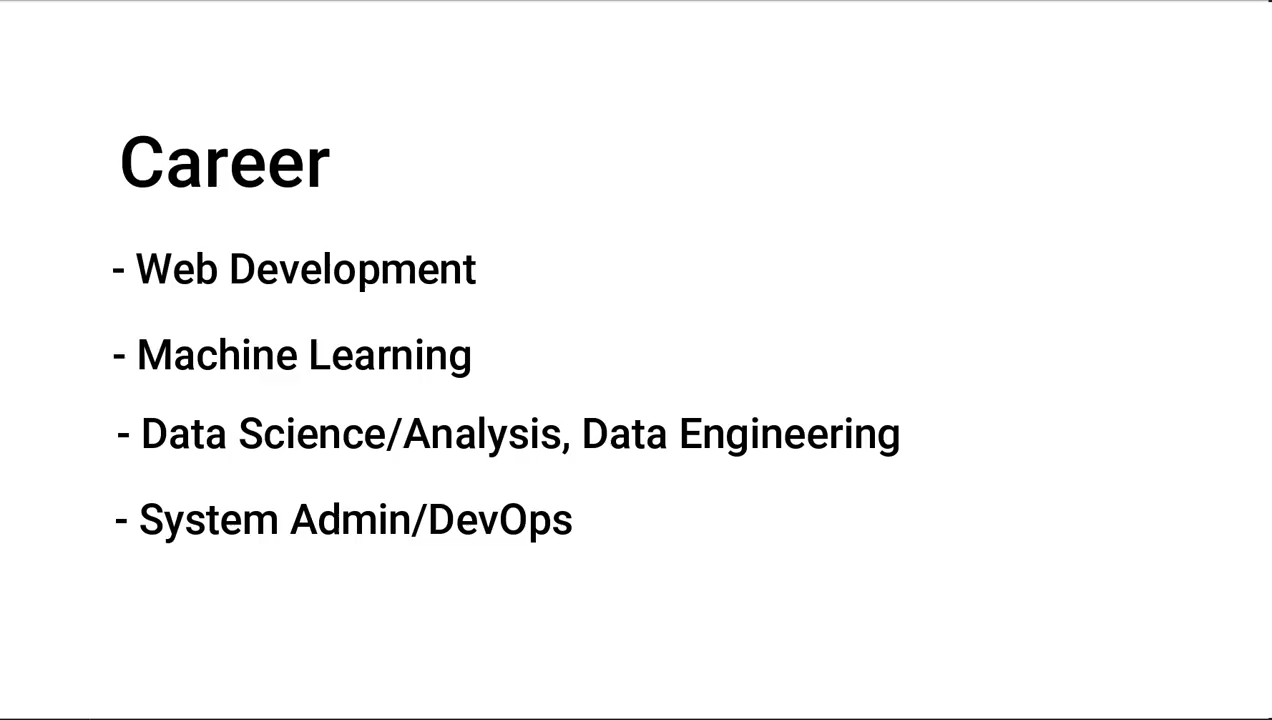 Career
- Web Development
- Machine Learning
- Data Science/Analysis, Data Engineering
- System Admin/DevOps